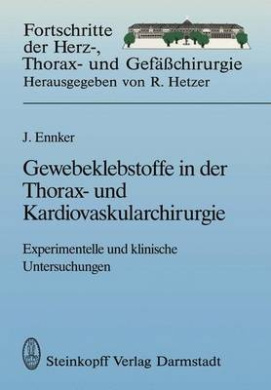 Fortschritte
der Herz-,
Thorax- und Gefäßchirurgie
Herausgegeben von R. Hetzer
J. Ennker
Gewebeklebstoffe in der
Thorax- und
Kardiovaskularchirurgie
Experimentelle und klinische
Untersuchungen
Steinkopff Verlag Darmstadt